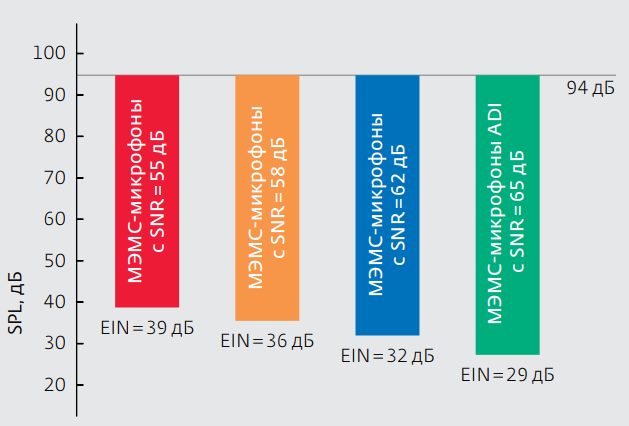 SPL, дБ
100
90
80
70
60
50
40
30
20
94 дБ
МЭМС-микрофоны
с SNR=55 дБ
EIN=39 дБ
МЭМС-микрофоны
с SNR=58 дБ
EIN=36 дБ
МЭМС-микрофоны
с SNR=62 дБ
EIN=32 дБ
МЭМС-микрофоны ADI
с SNR=65 дБ
EIN=29 дБ